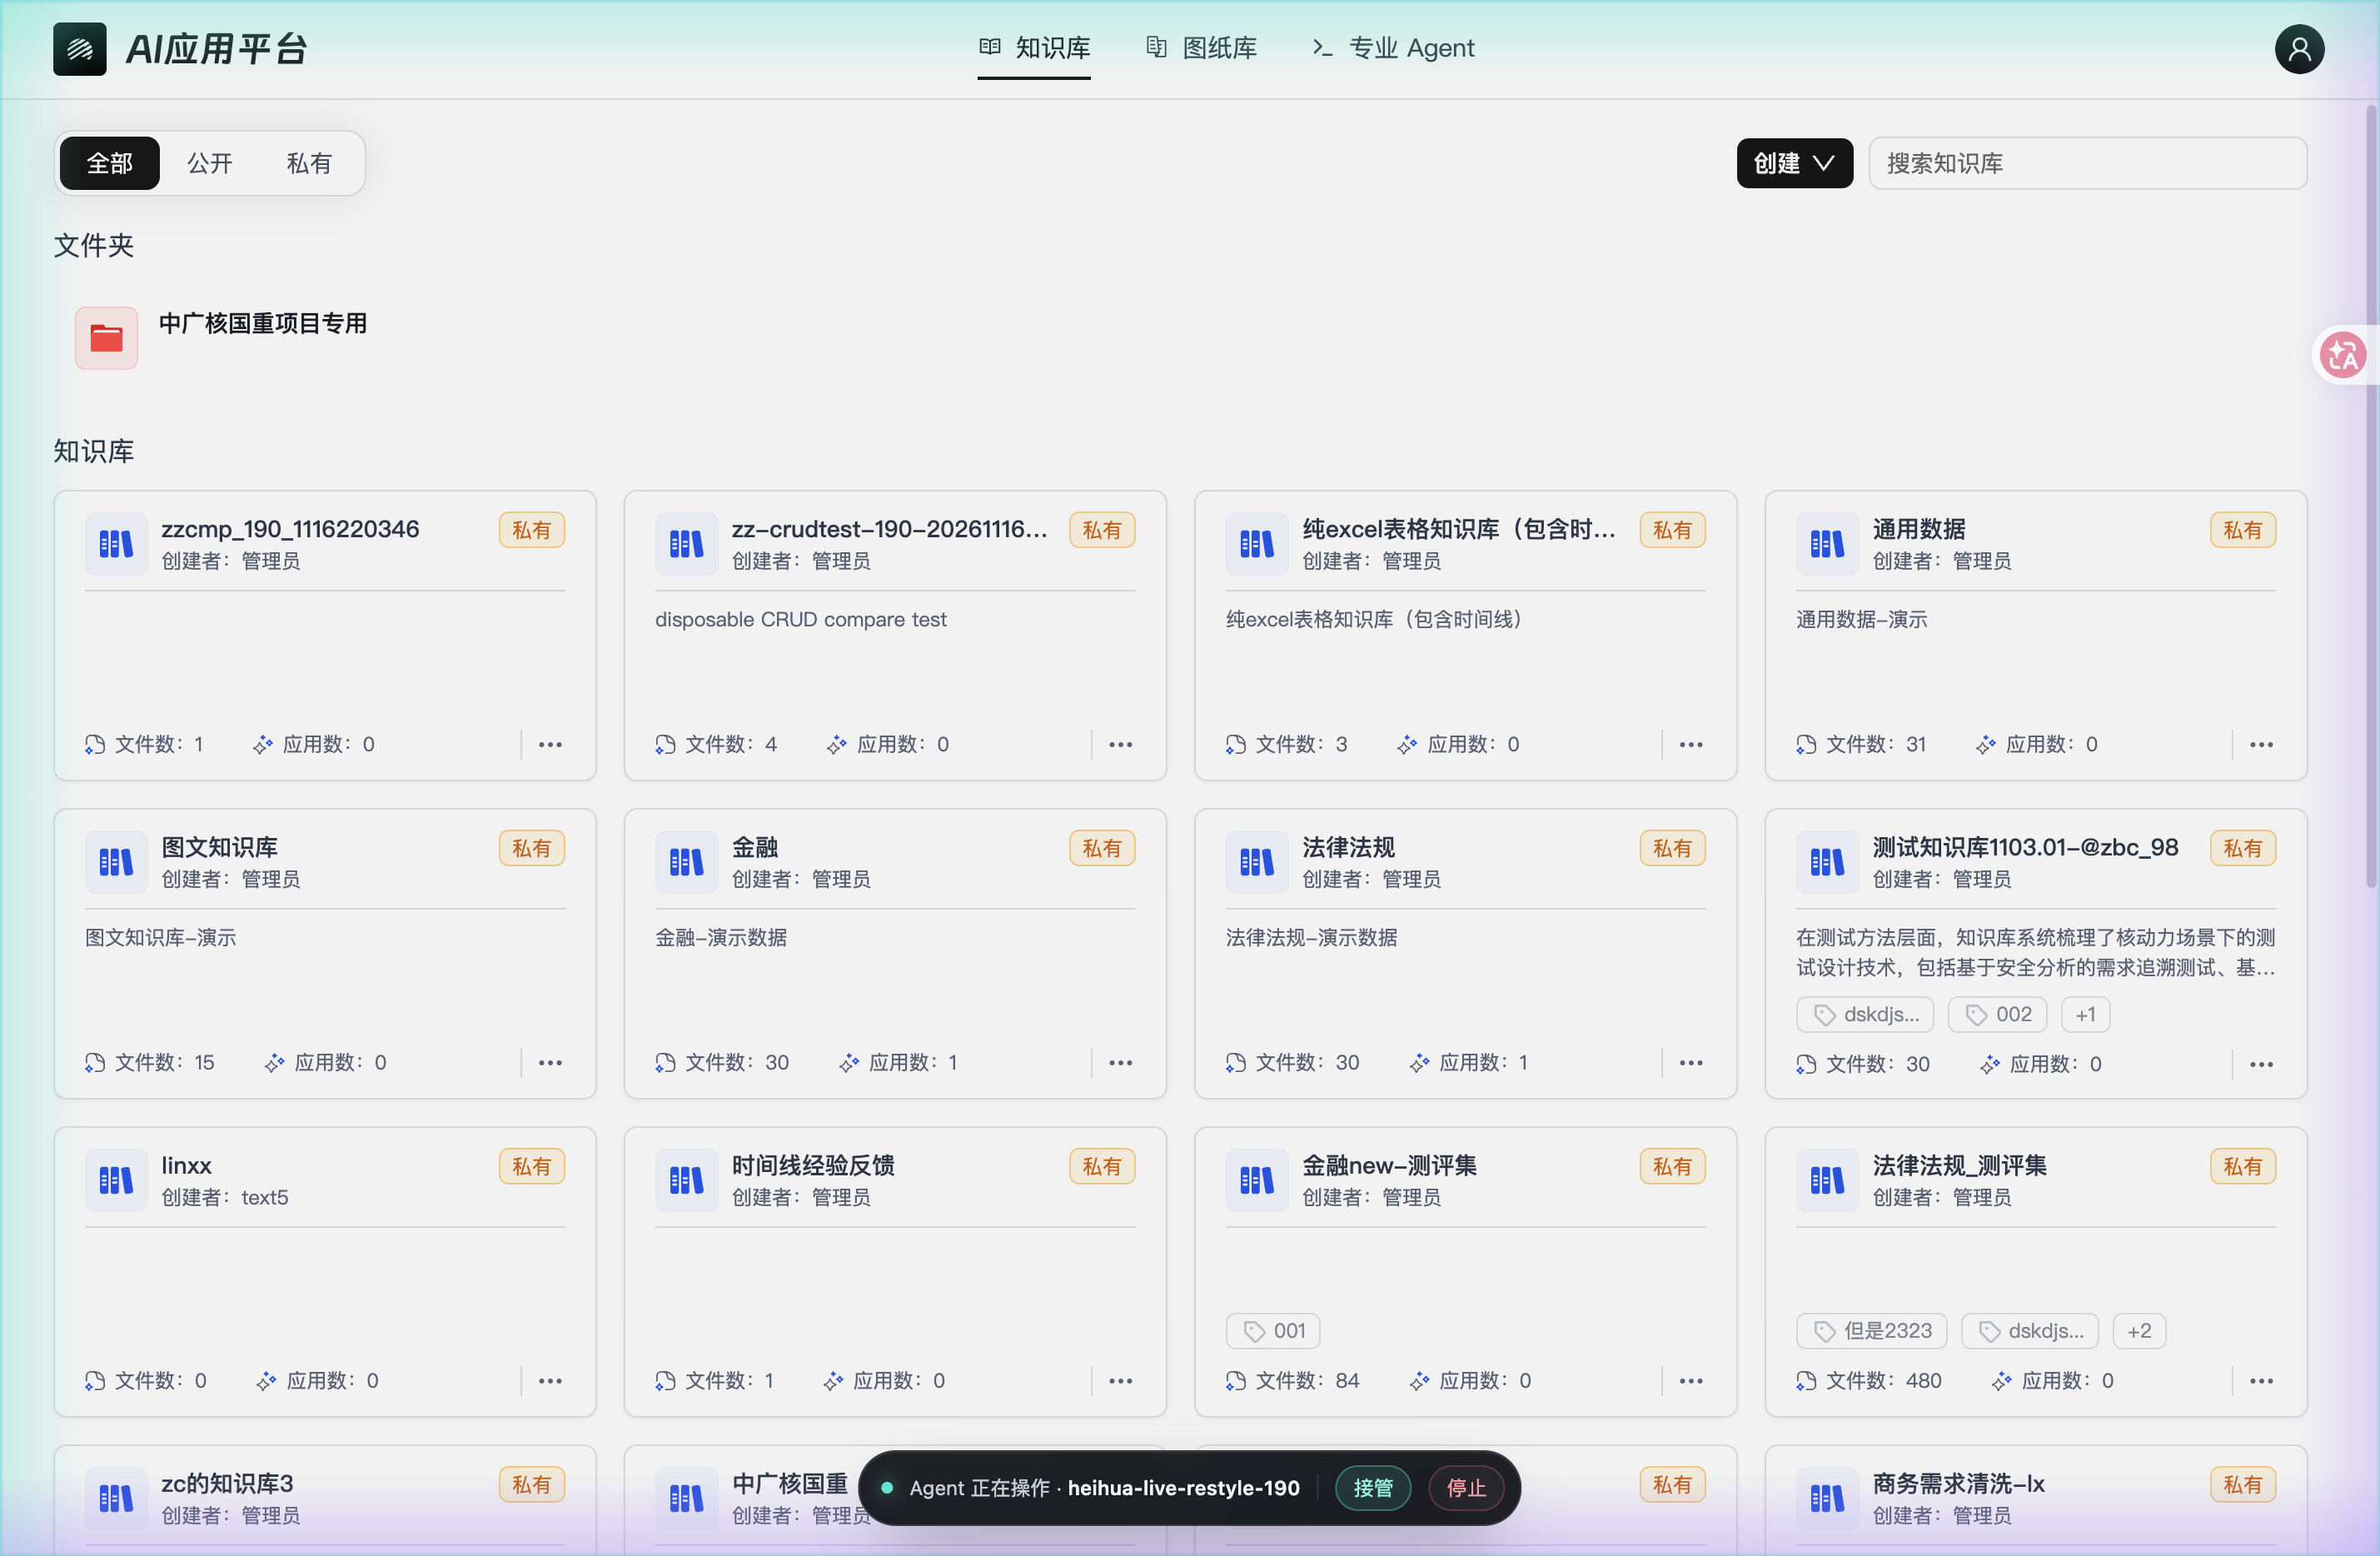 AI应用平台
知识库
图纸库
专业 Agent
全部
公开
私有
创建
搜索知识库
文件夹
中广核国重项目专用
知识库
zzcmp_190_1116220346
私有
创建者：管理员
文件数：1
应用数：0
zz-crudtest-190-20261116...
私有
创建者：管理员
disposable CRUD compare test
文件数：4
应用数：0
纯excel表格知识库（包含时...
私有
创建者：管理员
纯excel表格知识库（包含时间线）
文件数：3
应用数：0
通用数据
私有
创建者：管理员
通用数据-演示
文件数：31
应用数：0
图文知识库
私有
创建者：管理员
图文知识库-演示
文件数：15
应用数：0
金融
私有
创建者：管理员
金融-演示数据
文件数：30
应用数：1
法律法规
私有
创建者：管理员
法律法规-演示数据
文件数：30
应用数：1
测试知识库1103.01-@zbc_98
私有
创建者：管理员
在测试方法层面，知识库系统梳理了核动力场景下的测
试设计技术，包括基于安全分析的需求追溯测试、基...
dskdjs...
002
+1
文件数：30
应用数：0
linxx
私有
创建者：text5
文件数：0
应用数：0
时间线经验反馈
私有
创建者：管理员
文件数：1
应用数：0
金融new-测评集
私有
创建者：管理员
001
文件数：84
应用数：0
法律法规_测评集
私有
创建者：管理员
但是2323
dskdjs...
+2
文件数：480
应用数：0
zc的知识库3
私有
创建者：管理员
中广核国重
创建者：管理员
私有
商务需求清洗-lx
私有
创建者：管理员
Agent 正在操作 · heihua-live-restyle-190
接管
停止